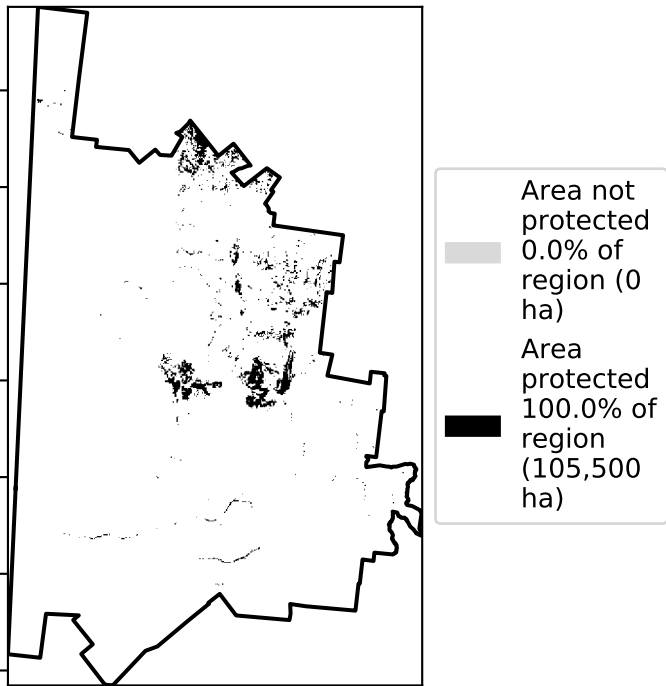 Area not
protected
0.0% of
region (0
ha)
Area
protected
100.0% of
region
(105,500
ha)